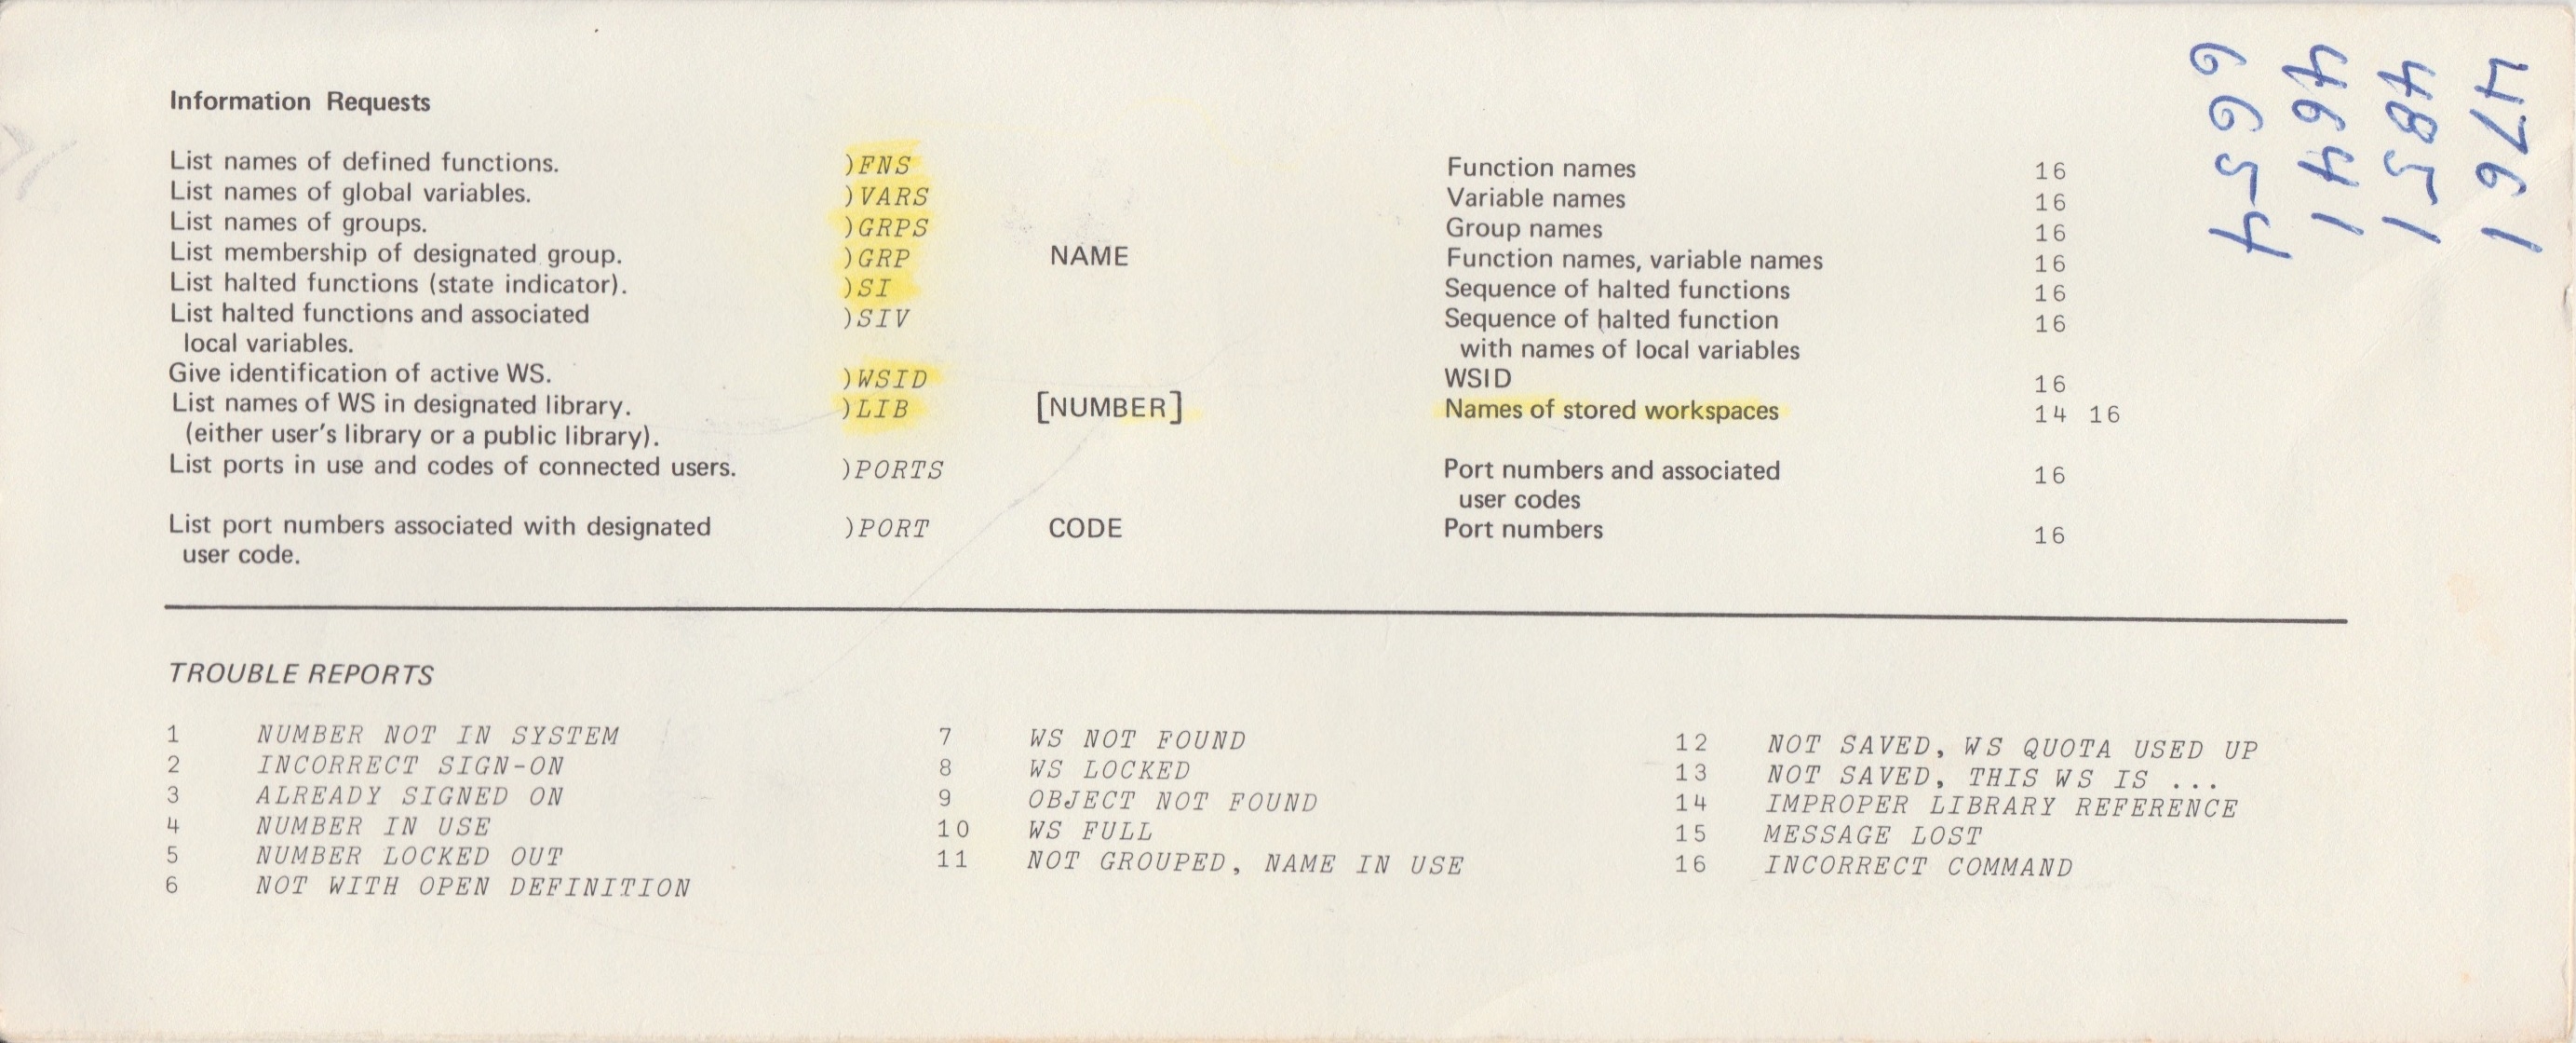 Information Requests
List names of defined functions. )FNS Function names 16
List names of global variables. )VARS Variable names 16
List names of groups. )GRPS Group names 16
List membership of designated group. )GRP NAME Function names, variable names 16
List halted functions (state indicator). )SI Sequence of halted functions 16
List halted functions and associated )SIV Sequence of halted function 16
local variables. with names of local variables
Give identification of active WS. )WSID WSID 16
List names of WS in designated library. )LIB [NUMBER] Names of stored workspaces 14 16
(either user's library or a public library).
List ports in use and codes of connected users. )PORTS Port numbers and associated 16
user codes
List port numbers associated with designated )PORT CODE Port numbers 16
user code.
4761
4851
4641
6654
TROUBLE REPORTS
1 NUMBER NOT IN SYSTEM
2 INCORRECT SIGN-ON
3 ALREADY SIGNED ON
4 NUMBER IN USE
5 NUMBER LOCKED OUT
6 NOT WITH OPEN DEFINITION
7 WS NOT FOUND
8 WS LOCKED
9 OBJECT NOT FOUND
10 WS FULL
11 NOT GROUPED, NAME IN USE
12 NOT SAVED, WS QUOTA USED UP
13 NOT SAVED, THIS WS IS ...
14 IMPROPER LIBRARY REFERENCE
15 MESSAGE LOST
16 INCORRECT COMMAND